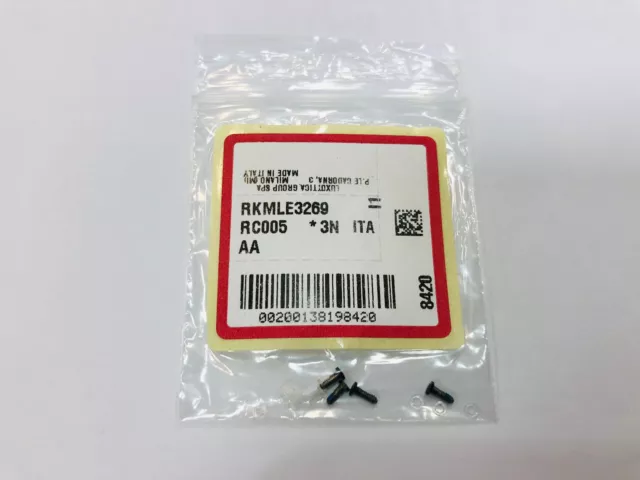 LUXOTTICA GROUP SPA
P.LE CADORNA, 3 MILANO (MI)
MADE IN ITALY
RKMLE3269
RC005 *3N ITA
AA
8420
00200138198420